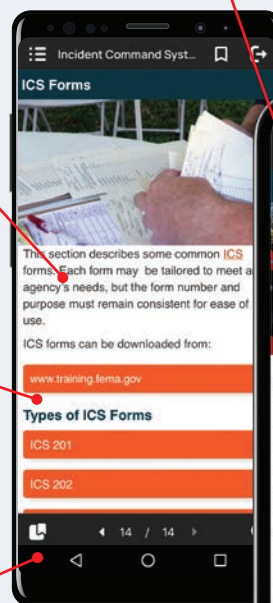 Incident Command Syst...
ICS Forms
This section describes some common ICS
forms. Each form may be tailored to meet a
agency's needs, but the form number and
purpose must remain consistent for ease of
use.
ICS forms can be downloaded from:
www.training.fema.gov
Types of ICS Forms
ICS 201
ICS 202
14 / 14